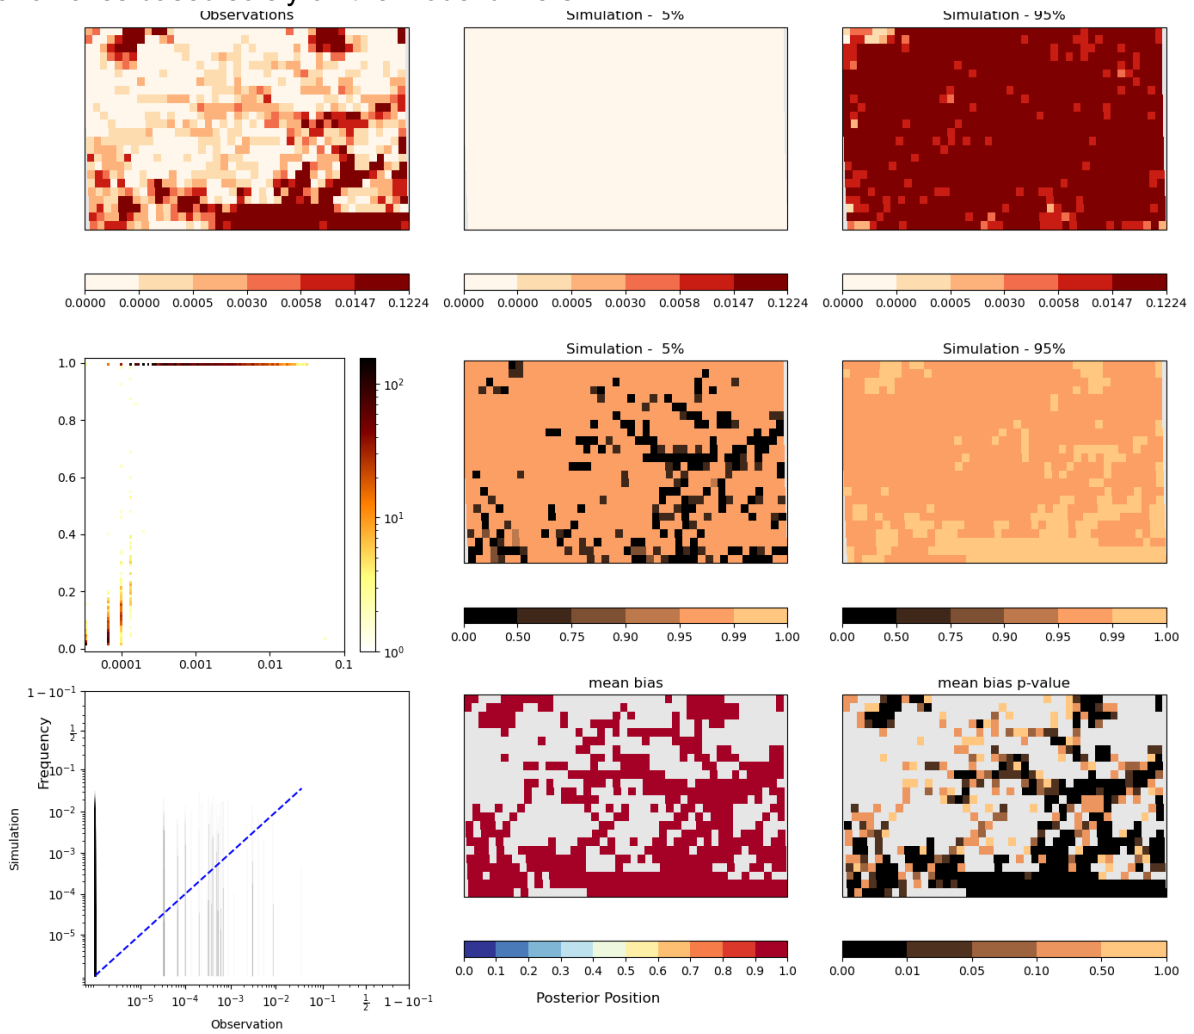 Observations
Simulation -  5%
Simulation - 95%
0.0000 0.0000 0.0005 0.0030 0.0058 0.0147 0.1224
0.0000 0.0000 0.0005 0.0030 0.0058 0.0147 0.1224
0.0000 0.0000 0.0005 0.0030 0.0058 0.0147 0.1224
1.0
0.8
0.6
0.4
0.2
0.0
0.0001 0.001 0.01 0.1
10²
10¹
10⁰
Simulation -  5%
Simulation - 95%
0.00 0.50 0.75 0.90 0.95 0.99 1.00
0.00 0.50 0.75 0.90 0.95 0.99 1.00
Frequency
Simulation
1 − 10⁻¹
1/2
10⁻¹
10⁻²
10⁻³
10⁻⁴
10⁻⁵
10⁻⁵ 10⁻⁴ 10⁻³ 10⁻² 10⁻¹ 1/2 1 − 10⁻¹
Observation
mean bias
mean bias p-value
0.0 0.1 0.2 0.3 0.4 0.5 0.6 0.7 0.8 0.9 1.0
0.00 0.01 0.05 0.10 0.50 1.00
Posterior Position